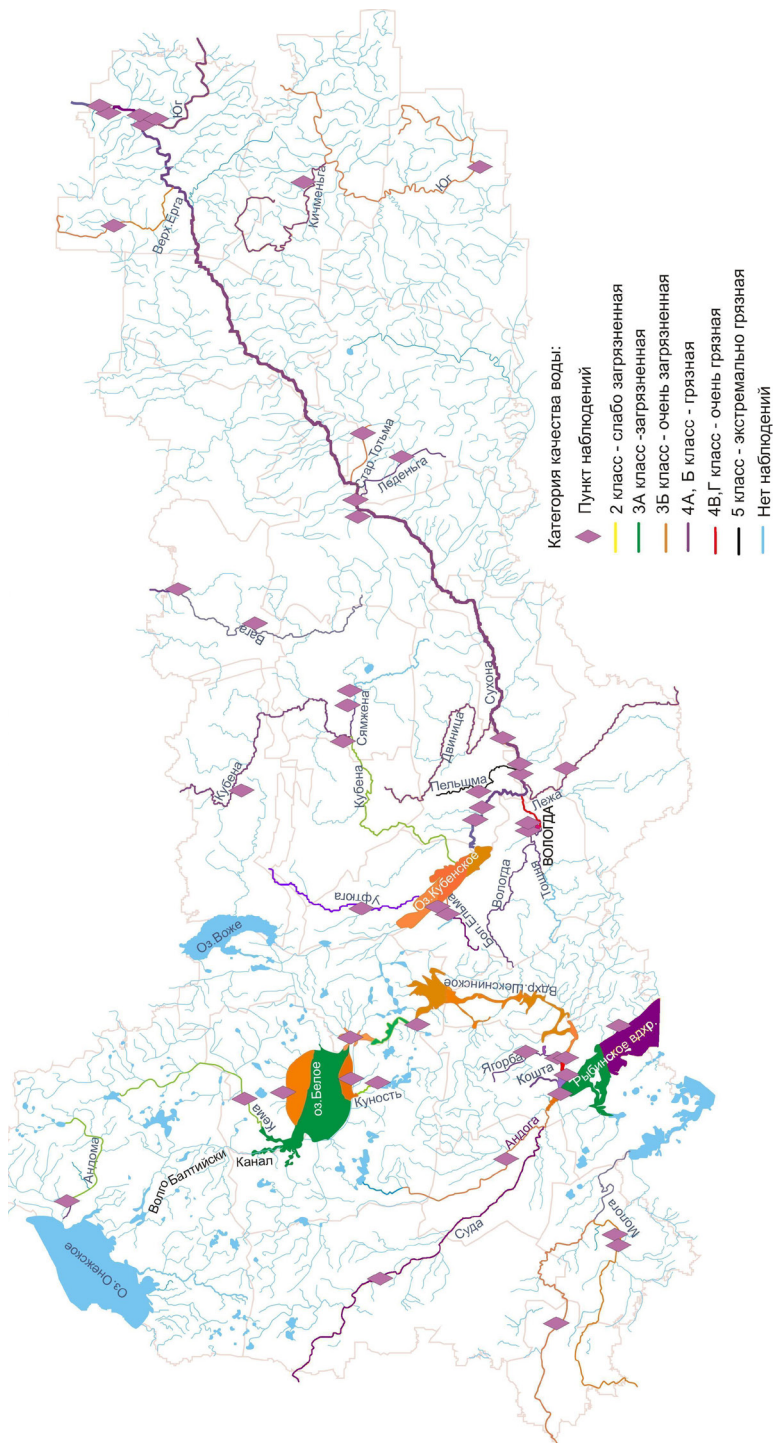 Оз.Онежское
Андома
Волго
Балтийски
Канал
Кема
оз.Белое
Куность
Суда
Андога
Ягорба
Кошта
Рыбинское вдхр.
Молога
Вдхр.Шекснинское
Оз.Воже
Уфтюга
Оз.Кубенское
Бол.Ельма
Вологда
Тошня
ВОЛОГДА
Лежа
Пельшма
Двиница
Сухона
Кубена
Кубена
Сямжена
Вага
Стар.Тотьма
Леденьга
Верх.Ерга
Кичменьга
Юг
Юг
Категория качества воды:
Пункт наблюдений
2 класс - слабо загрязненная
3А класс -загрязненная
3Б класс - очень загрязненная
4А, Б класс - грязная
4В,Г класс - очень грязная
5 класс - экстремально грязная
Нет наблюдений